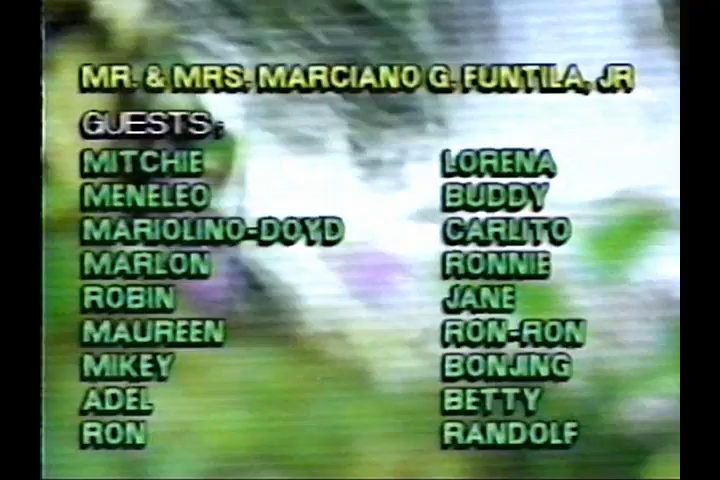 MR. & MRS. MARCIANO G. FUNTILA, JR
GUESTS:
MITCHIE
MENELEO
MARIOLINO-DOYD
MARLON
ROBIN
MAUREEN
MIKEY
ADEL
RON
LORENA
BUDDY
CARLITO
RONNIE
JANE
RON-RON
BONJING
BETTY
RANDOLF